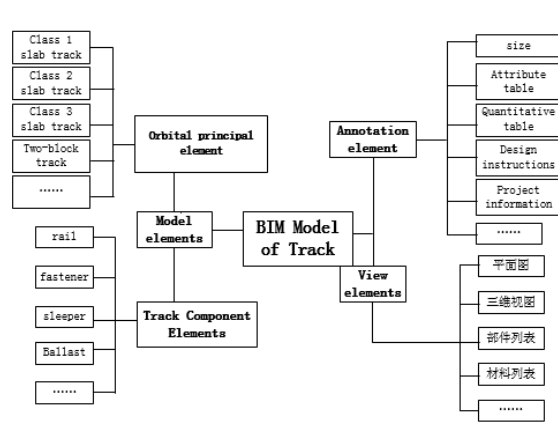 Class 1
slab track
Class 2
slab track
Class 3
slab track
Two-block
track
……
Orbital principal
element
Model
elements
rail
fastener
sleeper
Ballast
……
Track Component
Elements
BIM Model
of Track
Annotation
element
View
elements
size
Attribute
table
Quantitative
table
Design
instructions
Project
information
……
平面图
三维视图
部件列表
材料列表
……